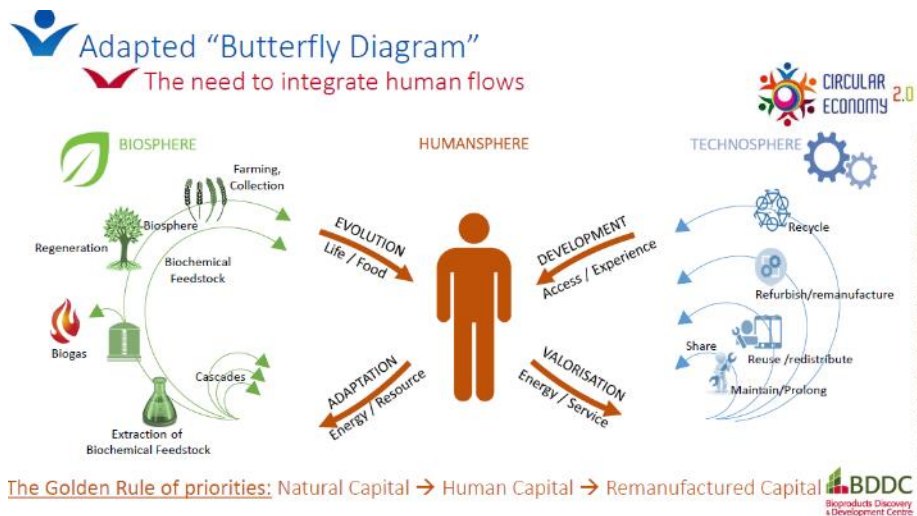 Adapted “Butterfly Diagram”
The need to integrate human flows
CIRCULAR
ECONOMY 2.0
BIOSPHERE
HUMANSPHERE
TECHNOSPHERE
Farming,
Collection
Biosphere
Regeneration
Biochemical
Feedstock
Biogas
Cascades
Extraction of
Biochemical Feedstock
EVOLUTION
Life / Food
ADAPTATION
Energy / Resource
DEVELOPMENT
Access / Experience
VALORISATION
Energy / Service
Recycle
Refurbish/remanufacture
Share
Reuse /redistribute
Maintain/Prolong
The Golden Rule of priorities: Natural Capital → Human Capital → Remanufactured Capital
BDDC
Bioproducts Discovery
& Development Centre